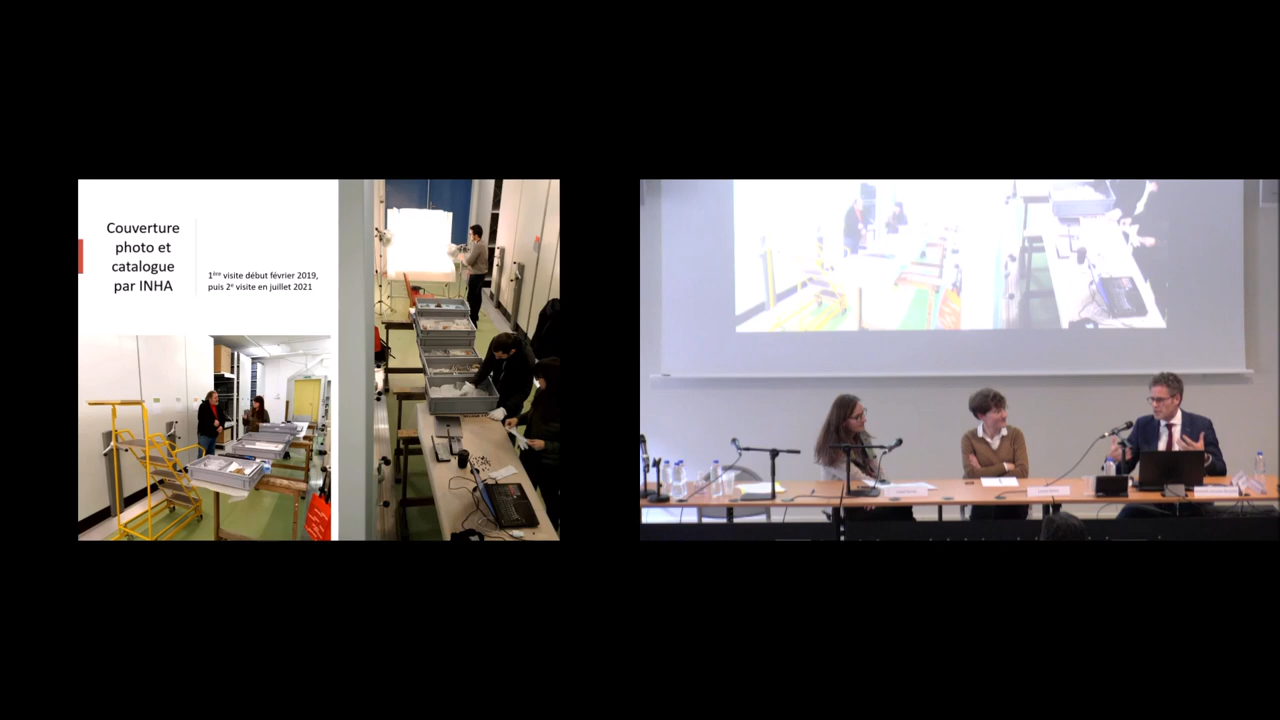 Couverture
photo et
catalogue
par INHA
1ère visite début février 2019,
puis 2e visite en juillet 2021